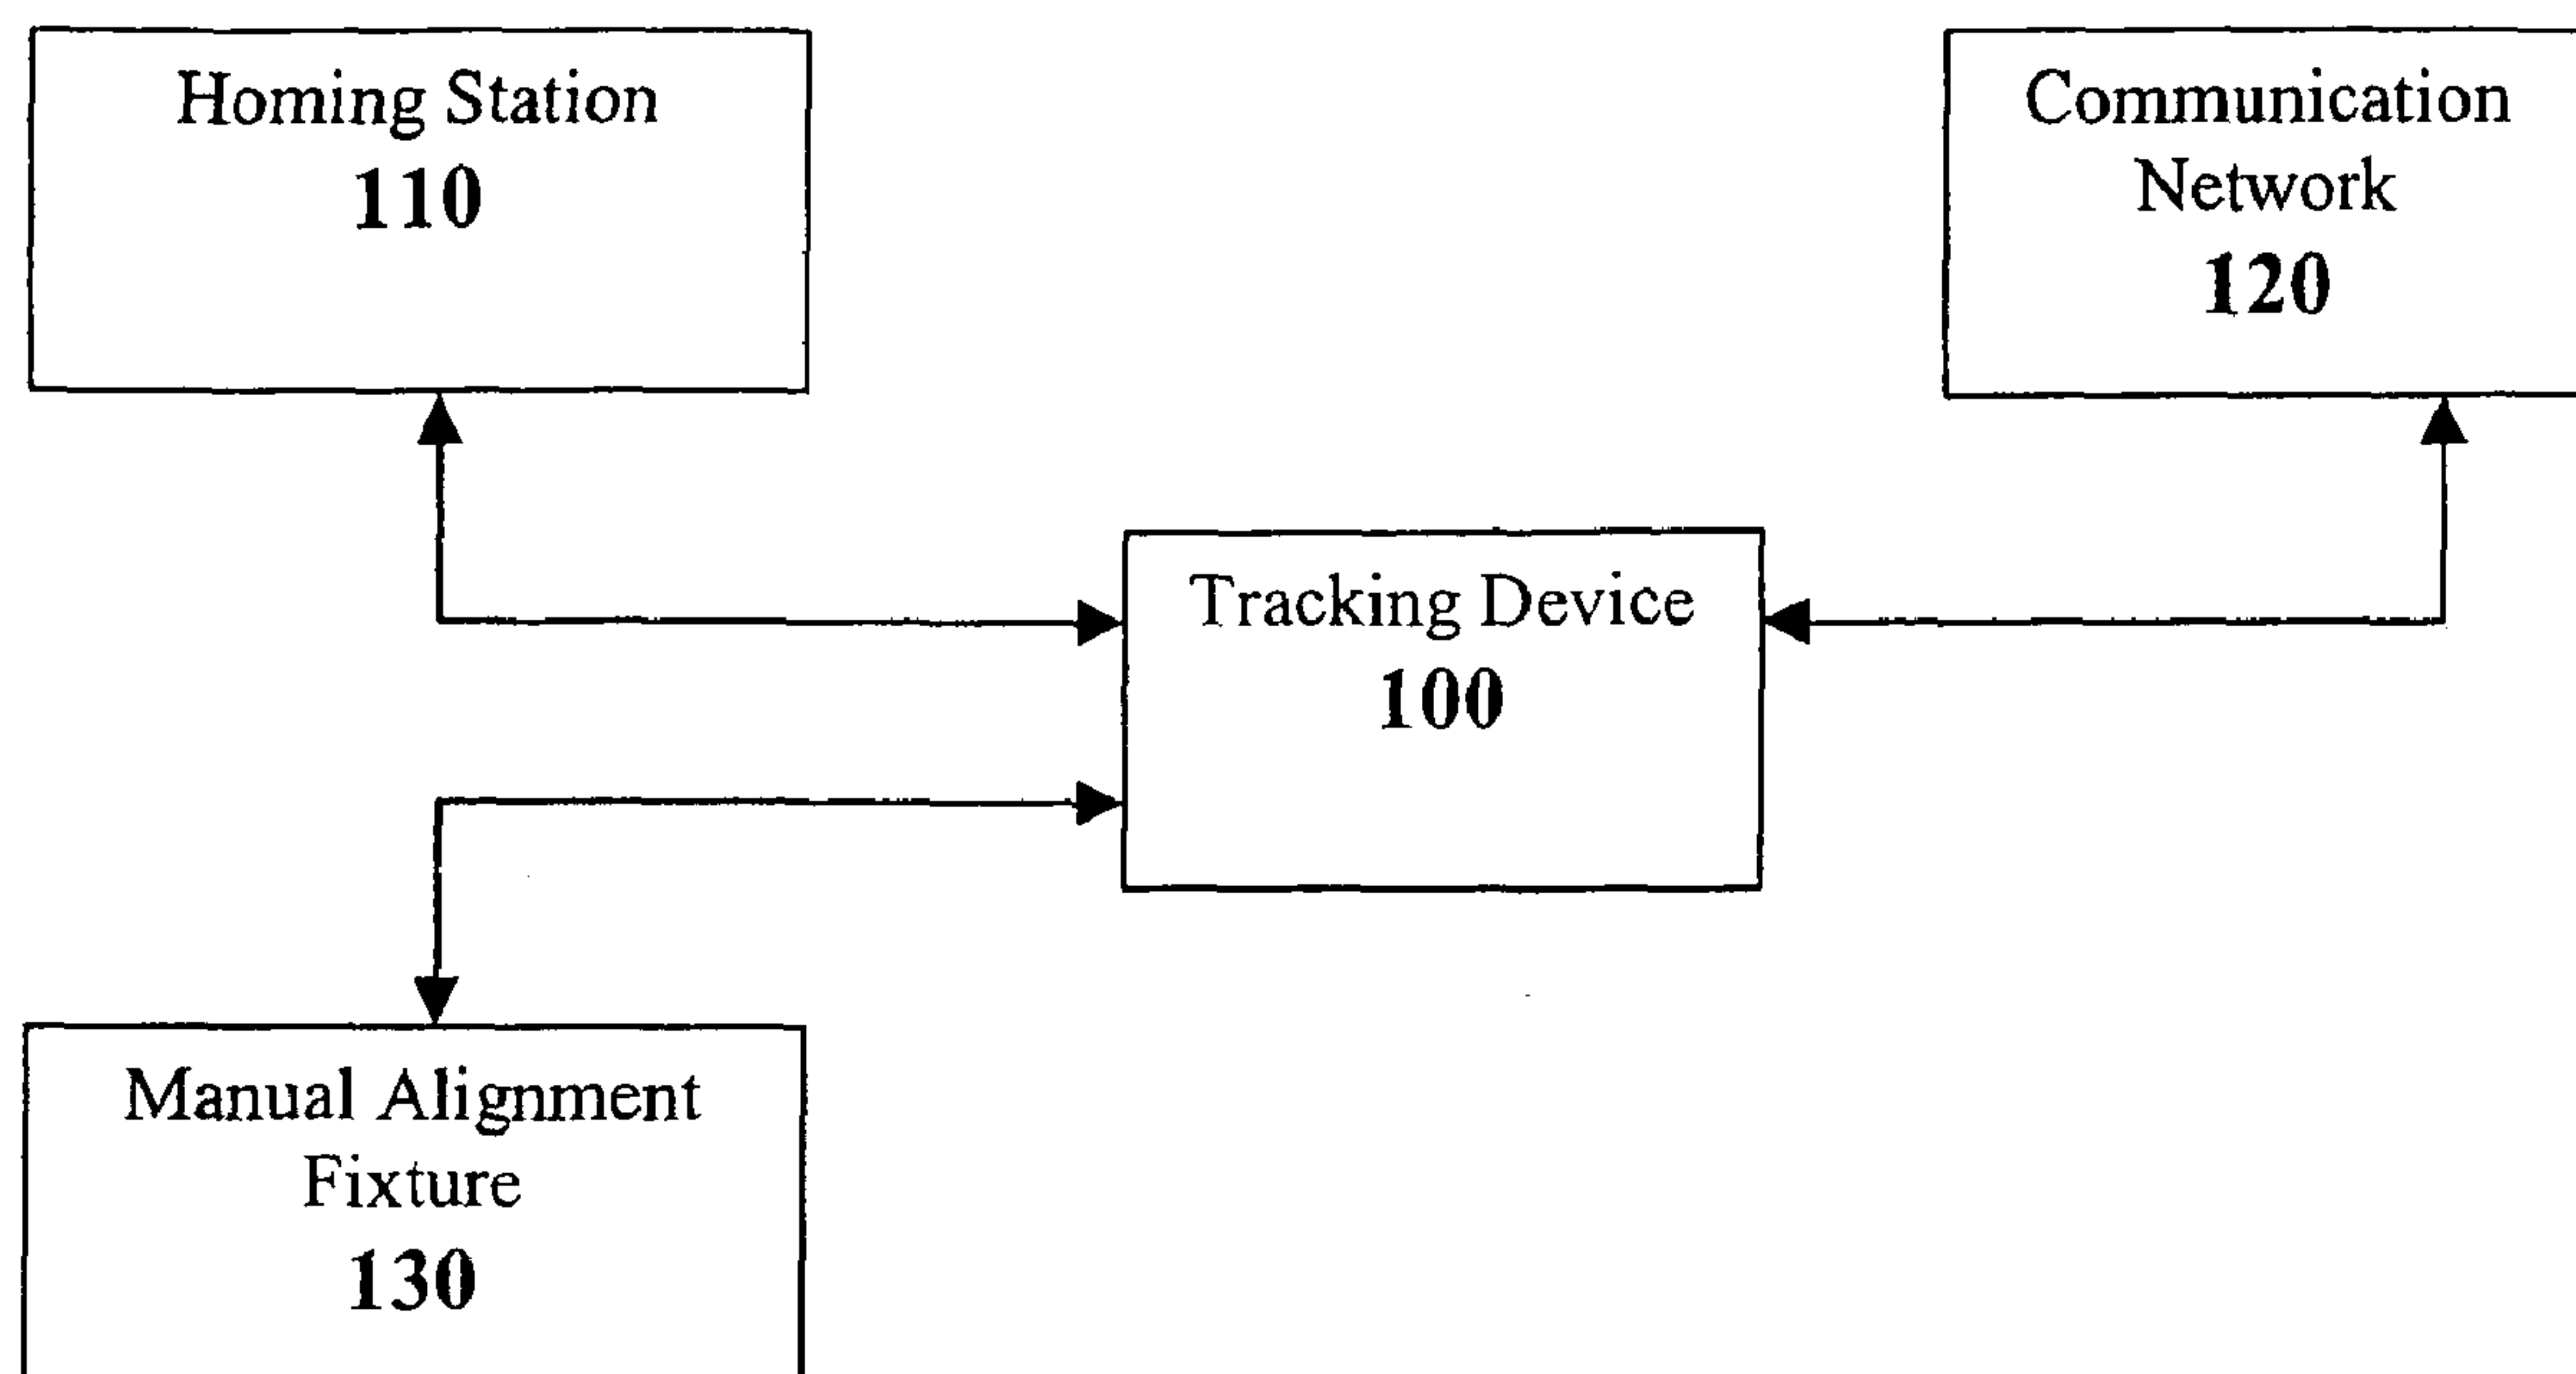 Homing Station
110
Communication
Network
120
Tracking Device
100
Manual Alignment
Fixture
130